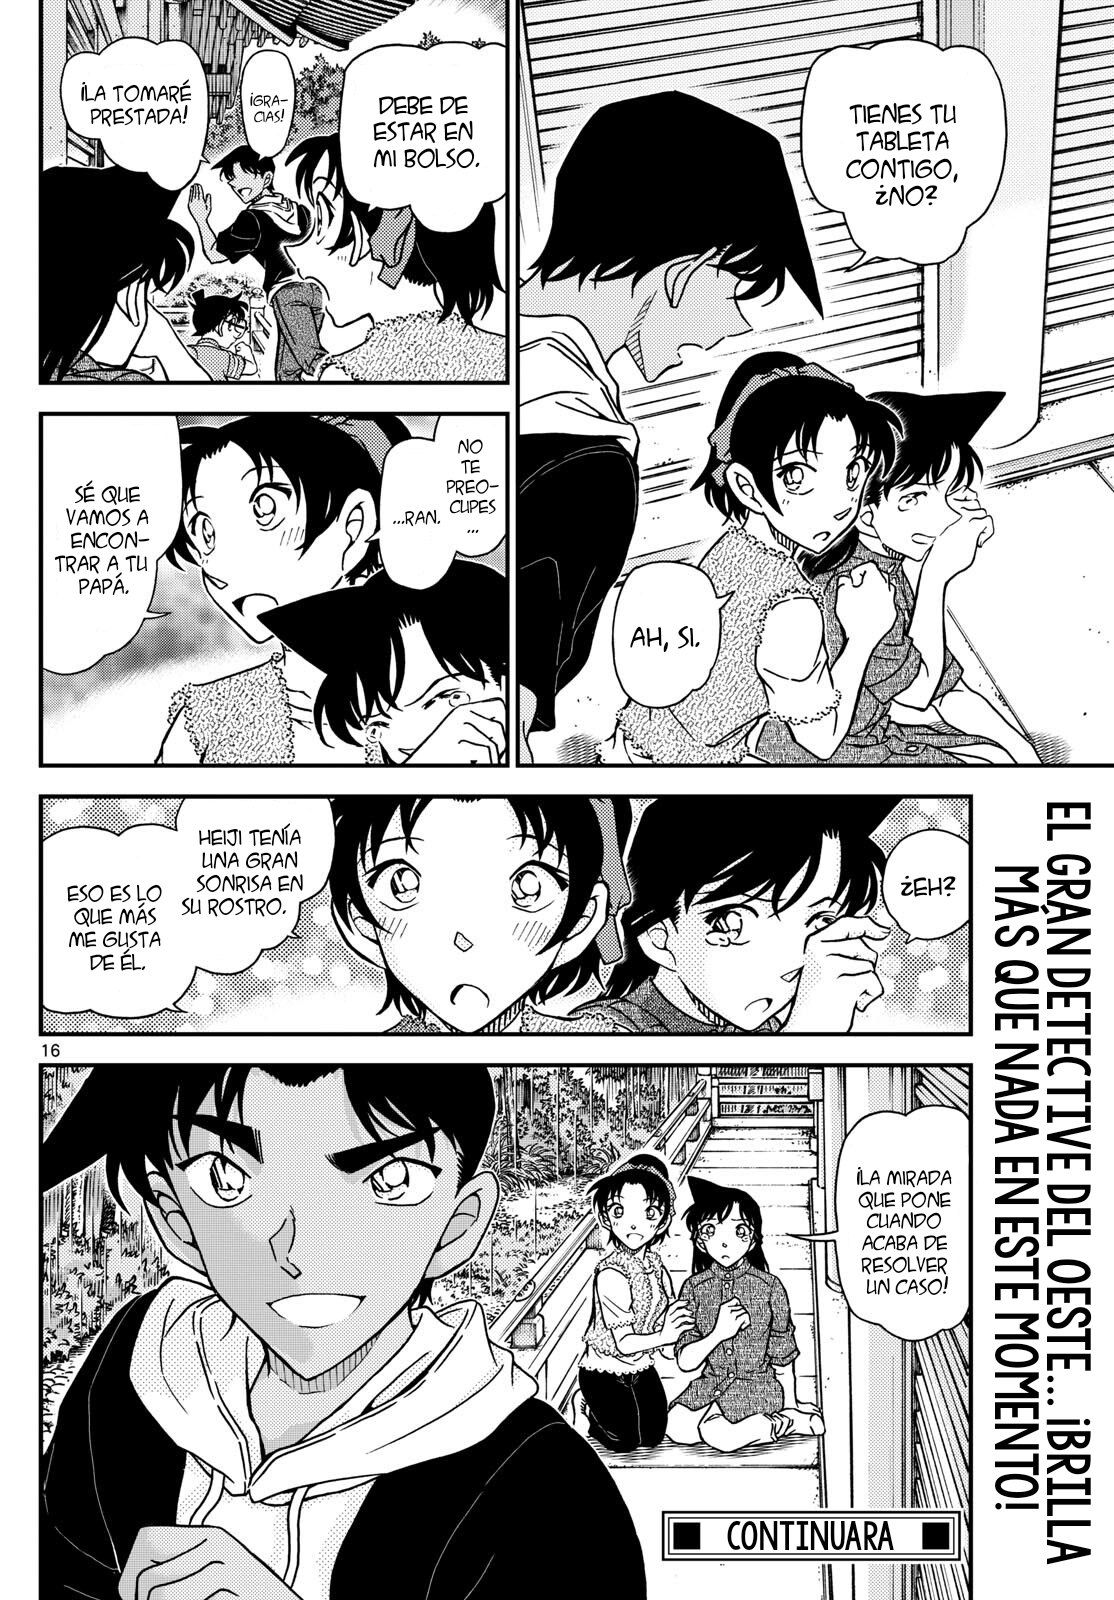 TIENES TU
TABLETA
CONTIGO,
¿NO?
AH, SI.
DEBE DE
ESTAR EN
MI BOLSO.
¡GRA-
CIAS!
¡LA TOMARÉ
PRESTADA!
NO
TE
PREO-
CUPES
...
...RAN.
SÉ QUE
VAMOS A
ENCON-
TRAR A TU
PAPÁ.
¿EH?
HEIJI TENÍA
UNA GRAN
SONRISA EN
SU ROSTRO.
ESO ES LO
QUE MÁS
ME GUSTA
DE ÉL.
16
¡LA MIRADA
QUE PONE
CUANDO
ACABA DE
RESOLVER
UN CASO!
EL GRAN DETECTIVE DEL OESTE... ¡BRILLA
MÁS QUE NADA EN ESTE MOMENTO!
CONTINUARA